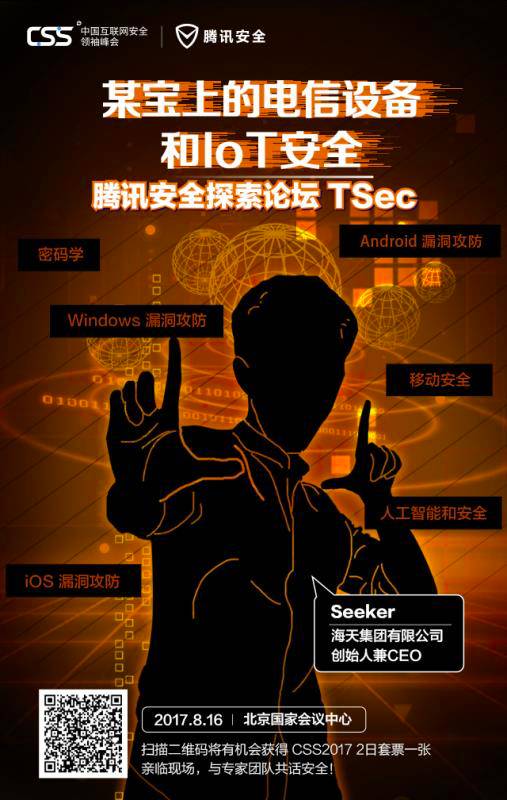 CSS
中国互联网安全
领袖峰会
腾讯安全
某宝上的电信设备
和IoT安全
腾讯安全探索论坛 TSec
密码学
Android 漏洞攻防
Windows 漏洞攻防
移动安全
人工智能和安全
iOS 漏洞攻防
Seeker
海天集团有限公司
创始人兼CEO
2017.8.16 | 北京国家会议中心
扫描二维码将有机会获得 CSS2017 2日套票一张
亲临现场，与专家团队共话安全！